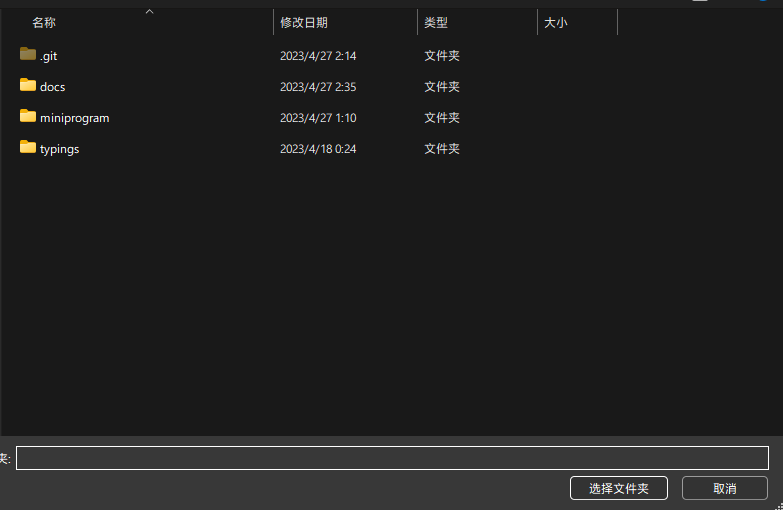 名称 修改日期 类型 大小
.git 2023/4/27 2:14 文件夹
docs 2023/4/27 2:35 文件夹
miniprogram 2023/4/27 1:10 文件夹
typings 2023/4/18 0:24 文件夹
夹:
选择文件夹 取消